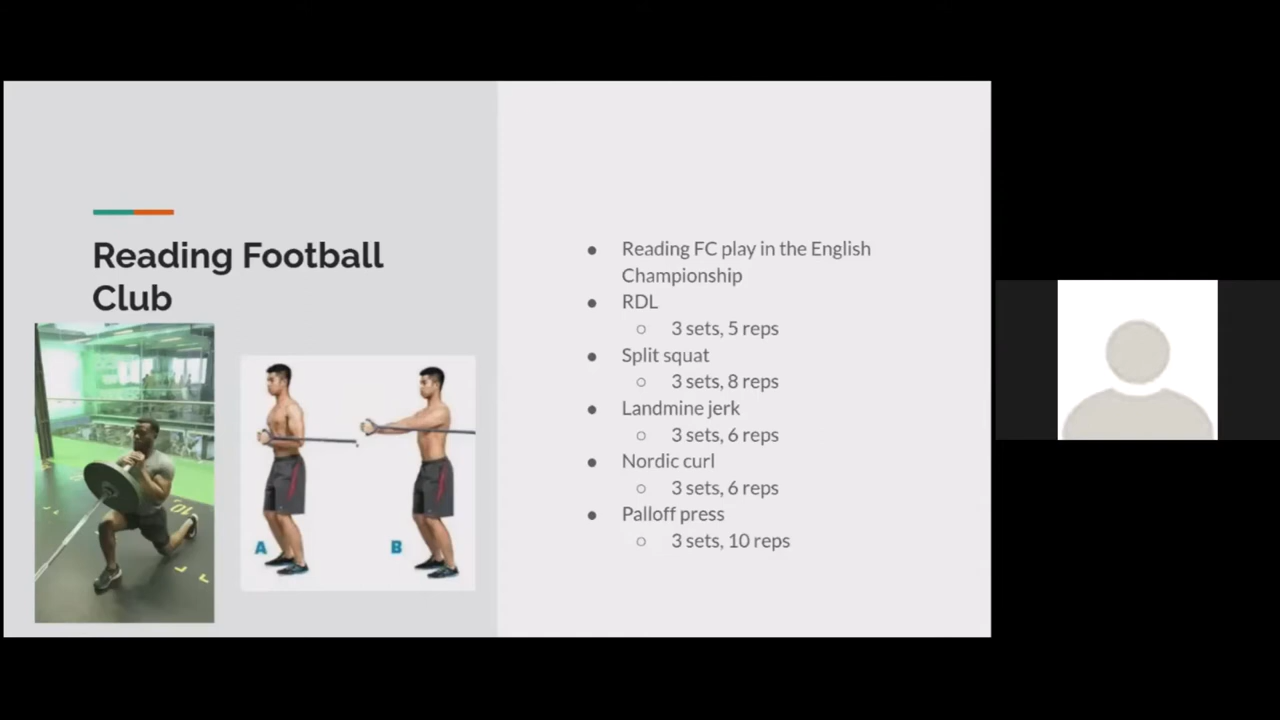 Reading Football
Club
A
B
10
● Reading FC play in the English
Championship
● RDL
○ 3 sets, 5 reps
● Split squat
○ 3 sets, 8 reps
● Landmine jerk
○ 3 sets, 6 reps
● Nordic curl
○ 3 sets, 6 reps
● Palloff press
○ 3 sets, 10 reps